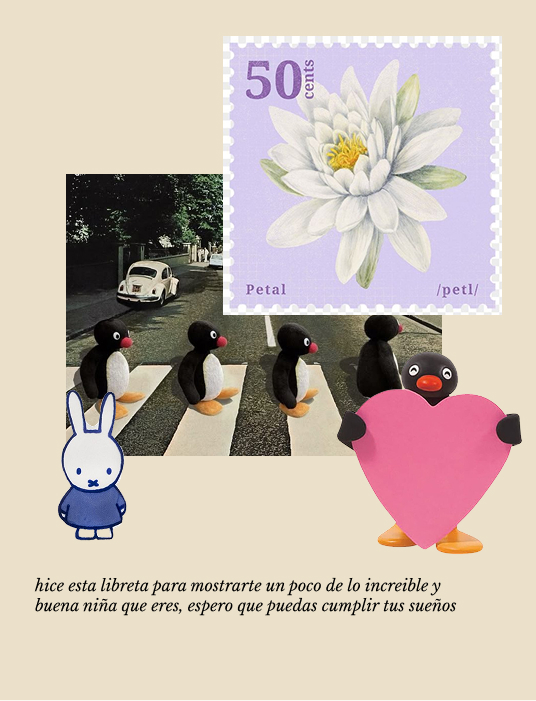 50 cents
Petal /petl/
hice esta libreta para mostrarte un poco de lo increible y
buena niña que eres, espero que puedas cumplir tus sueños